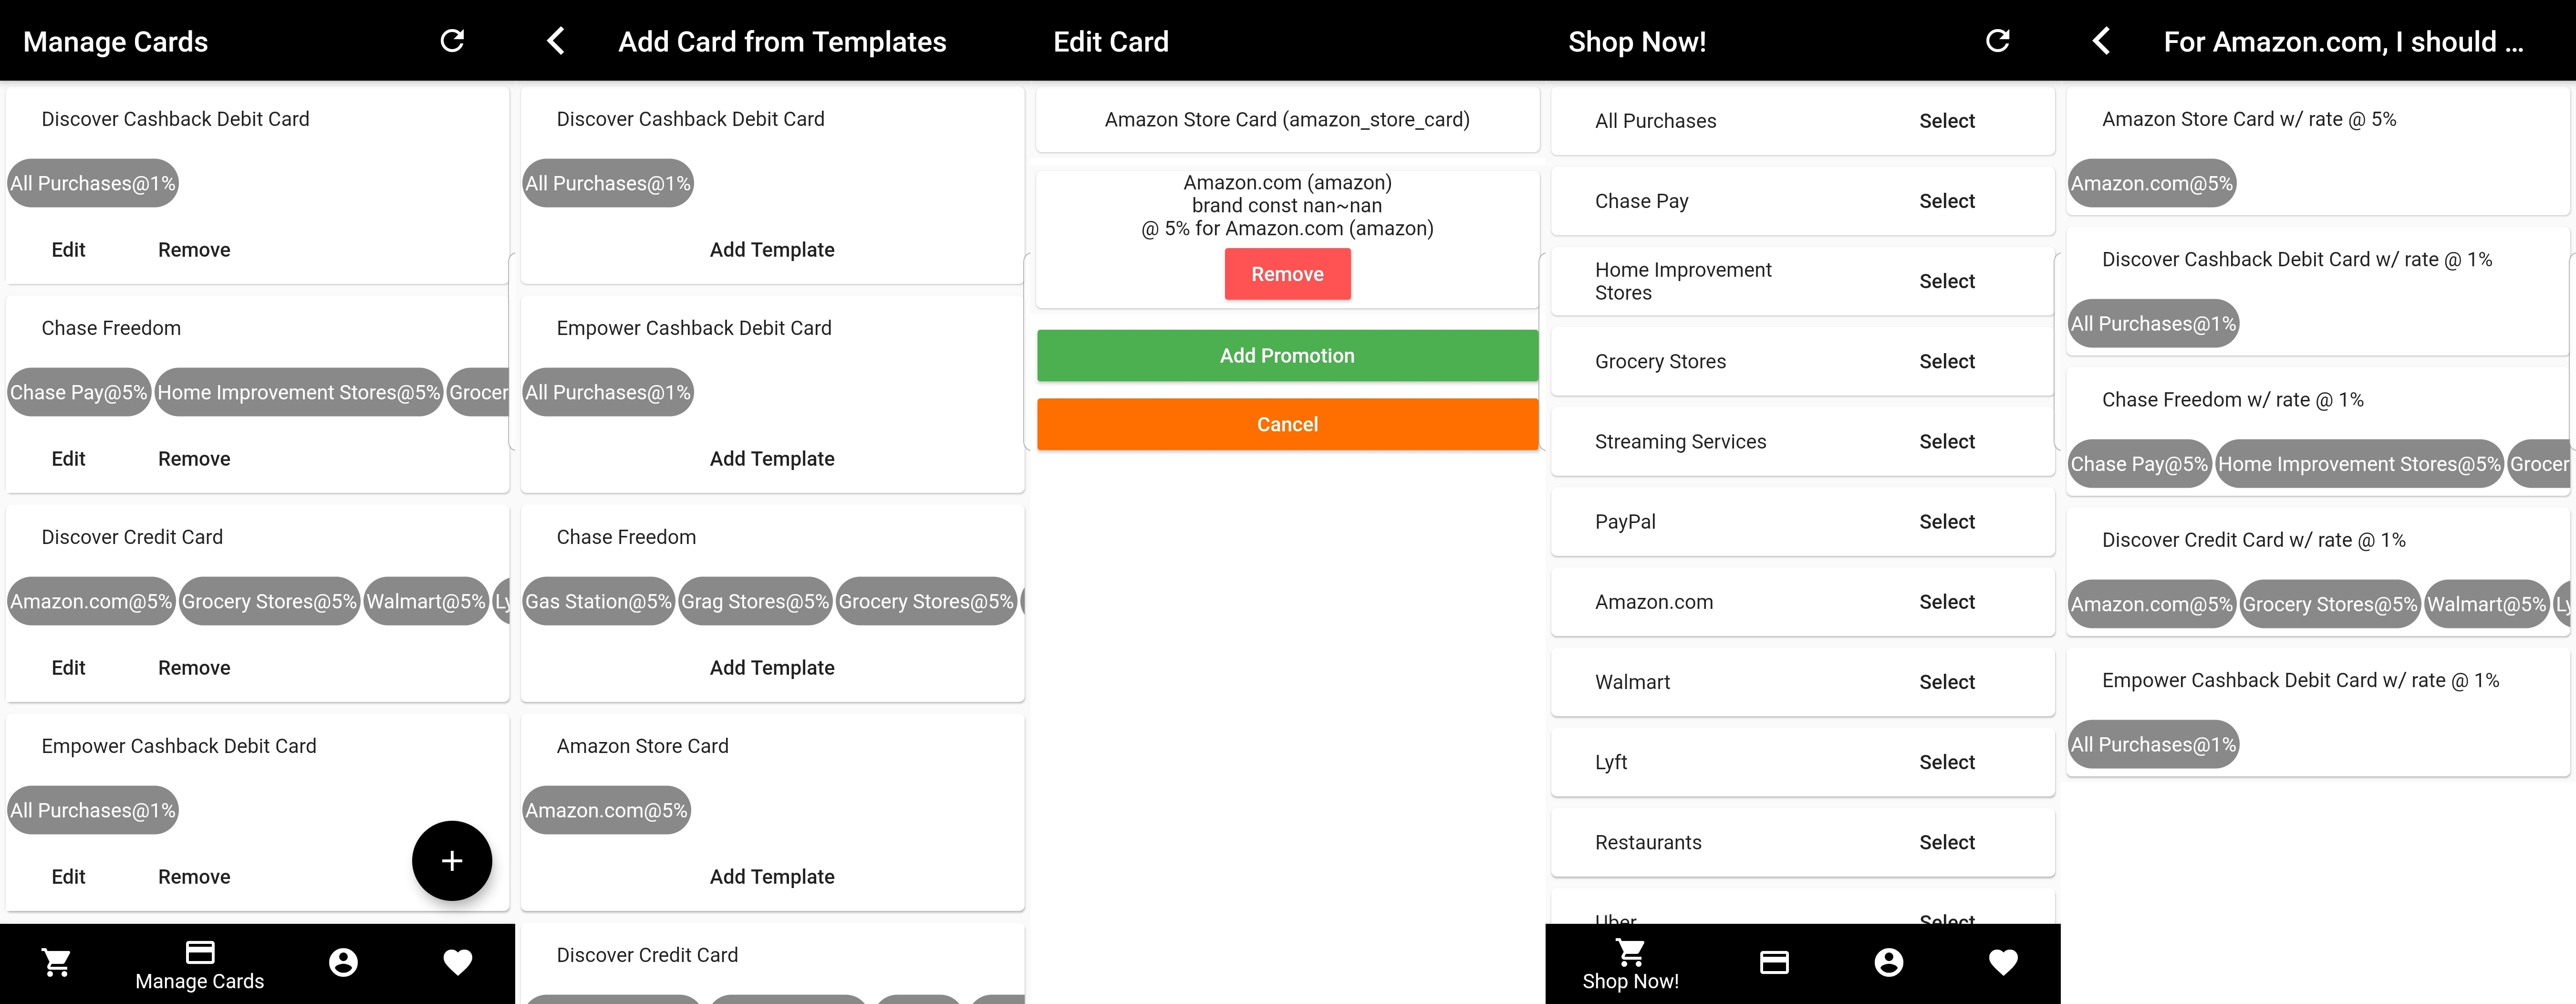 Manage Cards
Discover Cashback Debit Card
All Purchases@1%
Edit Remove
Chase Freedom
Chase Pay@5% Home Improvement Stores@5% Grocer
Edit Remove
Discover Credit Card
Amazon.com@5% Grocery Stores@5% Walmart@5% Ly
Edit Remove
Empower Cashback Debit Card
All Purchases@1%
+
Edit Remove
Manage Cards
Add Card from Templates
Discover Cashback Debit Card
All Purchases@1%
Add Template
Empower Cashback Debit Card
All Purchases@1%
Add Template
Chase Freedom
Gas Station@5% Grag Stores@5% Grocery Stores@5%
Add Template
Amazon Store Card
Amazon.com@5%
Add Template
Discover Credit Card
Edit Card
Amazon Store Card (amazon_store_card)
Amazon.com (amazon)
brand const nan~nan
@ 5% for Amazon.com (amazon)
Remove
Add Promotion
Cancel
Shop Now!
All Purchases Select
Chase Pay Select
Home Improvement
Stores Select
Grocery Stores Select
Streaming Services Select
PayPal Select
Amazon.com Select
Walmart Select
Lyft Select
Restaurants Select
Uber Select
Shop Now!
For Amazon.com, I should ...
Amazon Store Card w/ rate @ 5%
Amazon.com@5%
Discover Cashback Debit Card w/ rate @ 1%
All Purchases@1%
Chase Freedom w/ rate @ 1%
Chase Pay@5% Home Improvement Stores@5% Grocer
Discover Credit Card w/ rate @ 1%
Amazon.com@5% Grocery Stores@5% Walmart@5% Ly
Empower Cashback Debit Card w/ rate @ 1%
All Purchases@1%